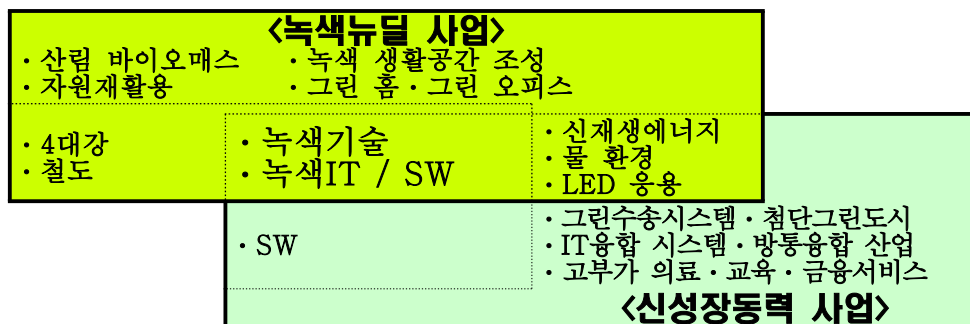 <녹색뉴딜 사업>
· 산림 바이오매스 · 녹색 생활공간 조성
· 자원재활용 · 그린 홈 · 그린 오피스
· 4대강
· 철도
· 녹색기술
· 녹색IT / SW
· 신재생에너지
· 물 환경
· LED 응용
· SW
· 그린수송시스템 · 첨단그린도시
· IT융합 시스템 · 방통융합 산업
· 고부가 의료 · 교육 · 금융서비스
<신성장동력 사업>